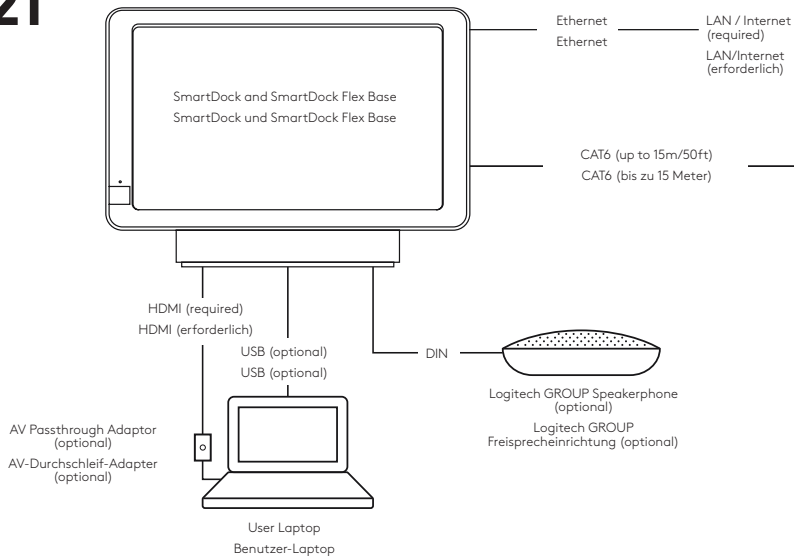 21
Ethernet
Ethernet
LAN / Internet
(required)
LAN/Internet
(erforderlich)
SmartDock and SmartDock Flex Base
SmartDock und SmartDock Flex Base
CAT6 (up to 15m/50ft)
CAT6 (bis zu 15 Meter)
HDMI (required)
HDMI (erforderlich)
USB (optional)
USB (optional)
DIN
Logitech GROUP Speakerphone
(optional)
Logitech GROUP
Freisprecheinrichtung (optional)
AV Passthrough Adaptor
(optional)
AV-Durchschleif-Adapter
(optional)
User Laptop
Benutzer-Laptop